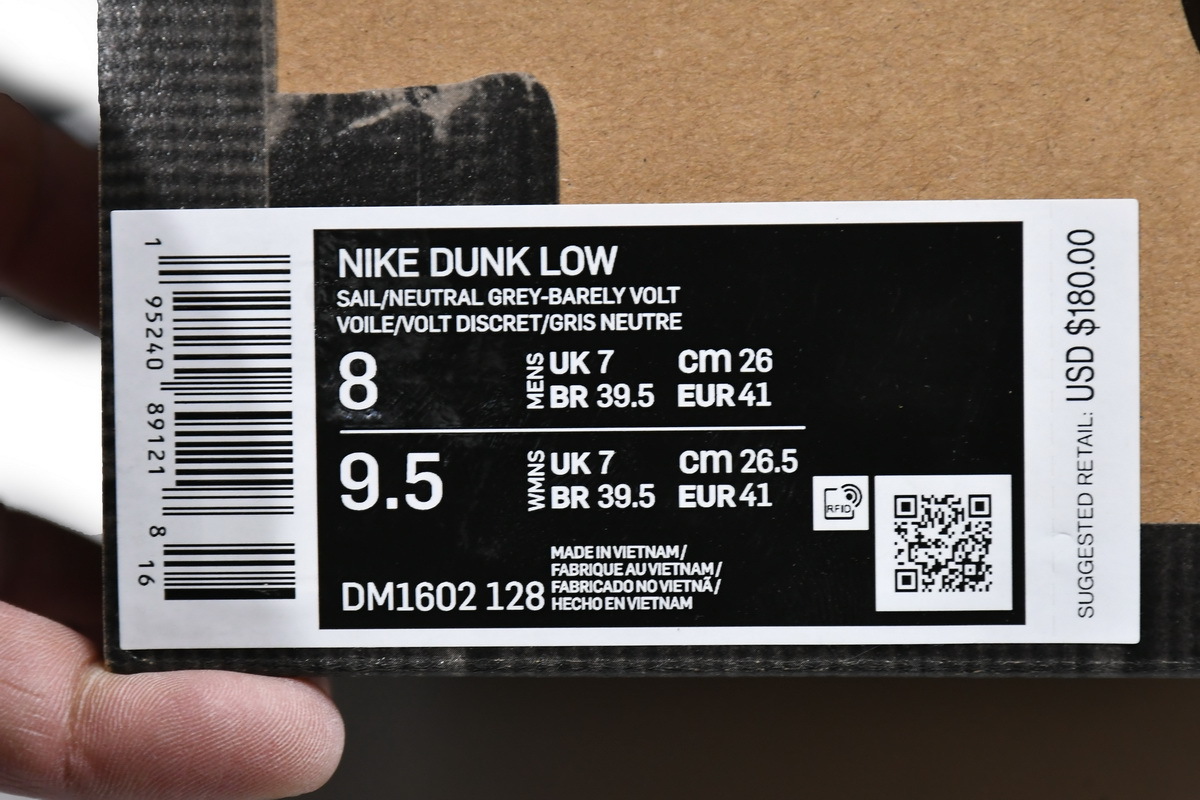 1 95240 89121 8 16
NIKE DUNK LOW
SAIL/NEUTRAL GREY-BARELY VOLT
VOILE/VOLT DISCRET/GRIS NEUTRE
8 MENS UK 7 cm 26
BR 39.5 EUR 41
9.5 WMNS UK 7 cm 26.5
BR 39.5 EUR 41
RFID
MADE IN VIETNAM/
FABRIQUE AU VIETNAM/
FABRICADO NO VIETNÃ/
HECHO EN VIETNAM
DM1602 128
SUGGESTED RETAIL: USD $180.00